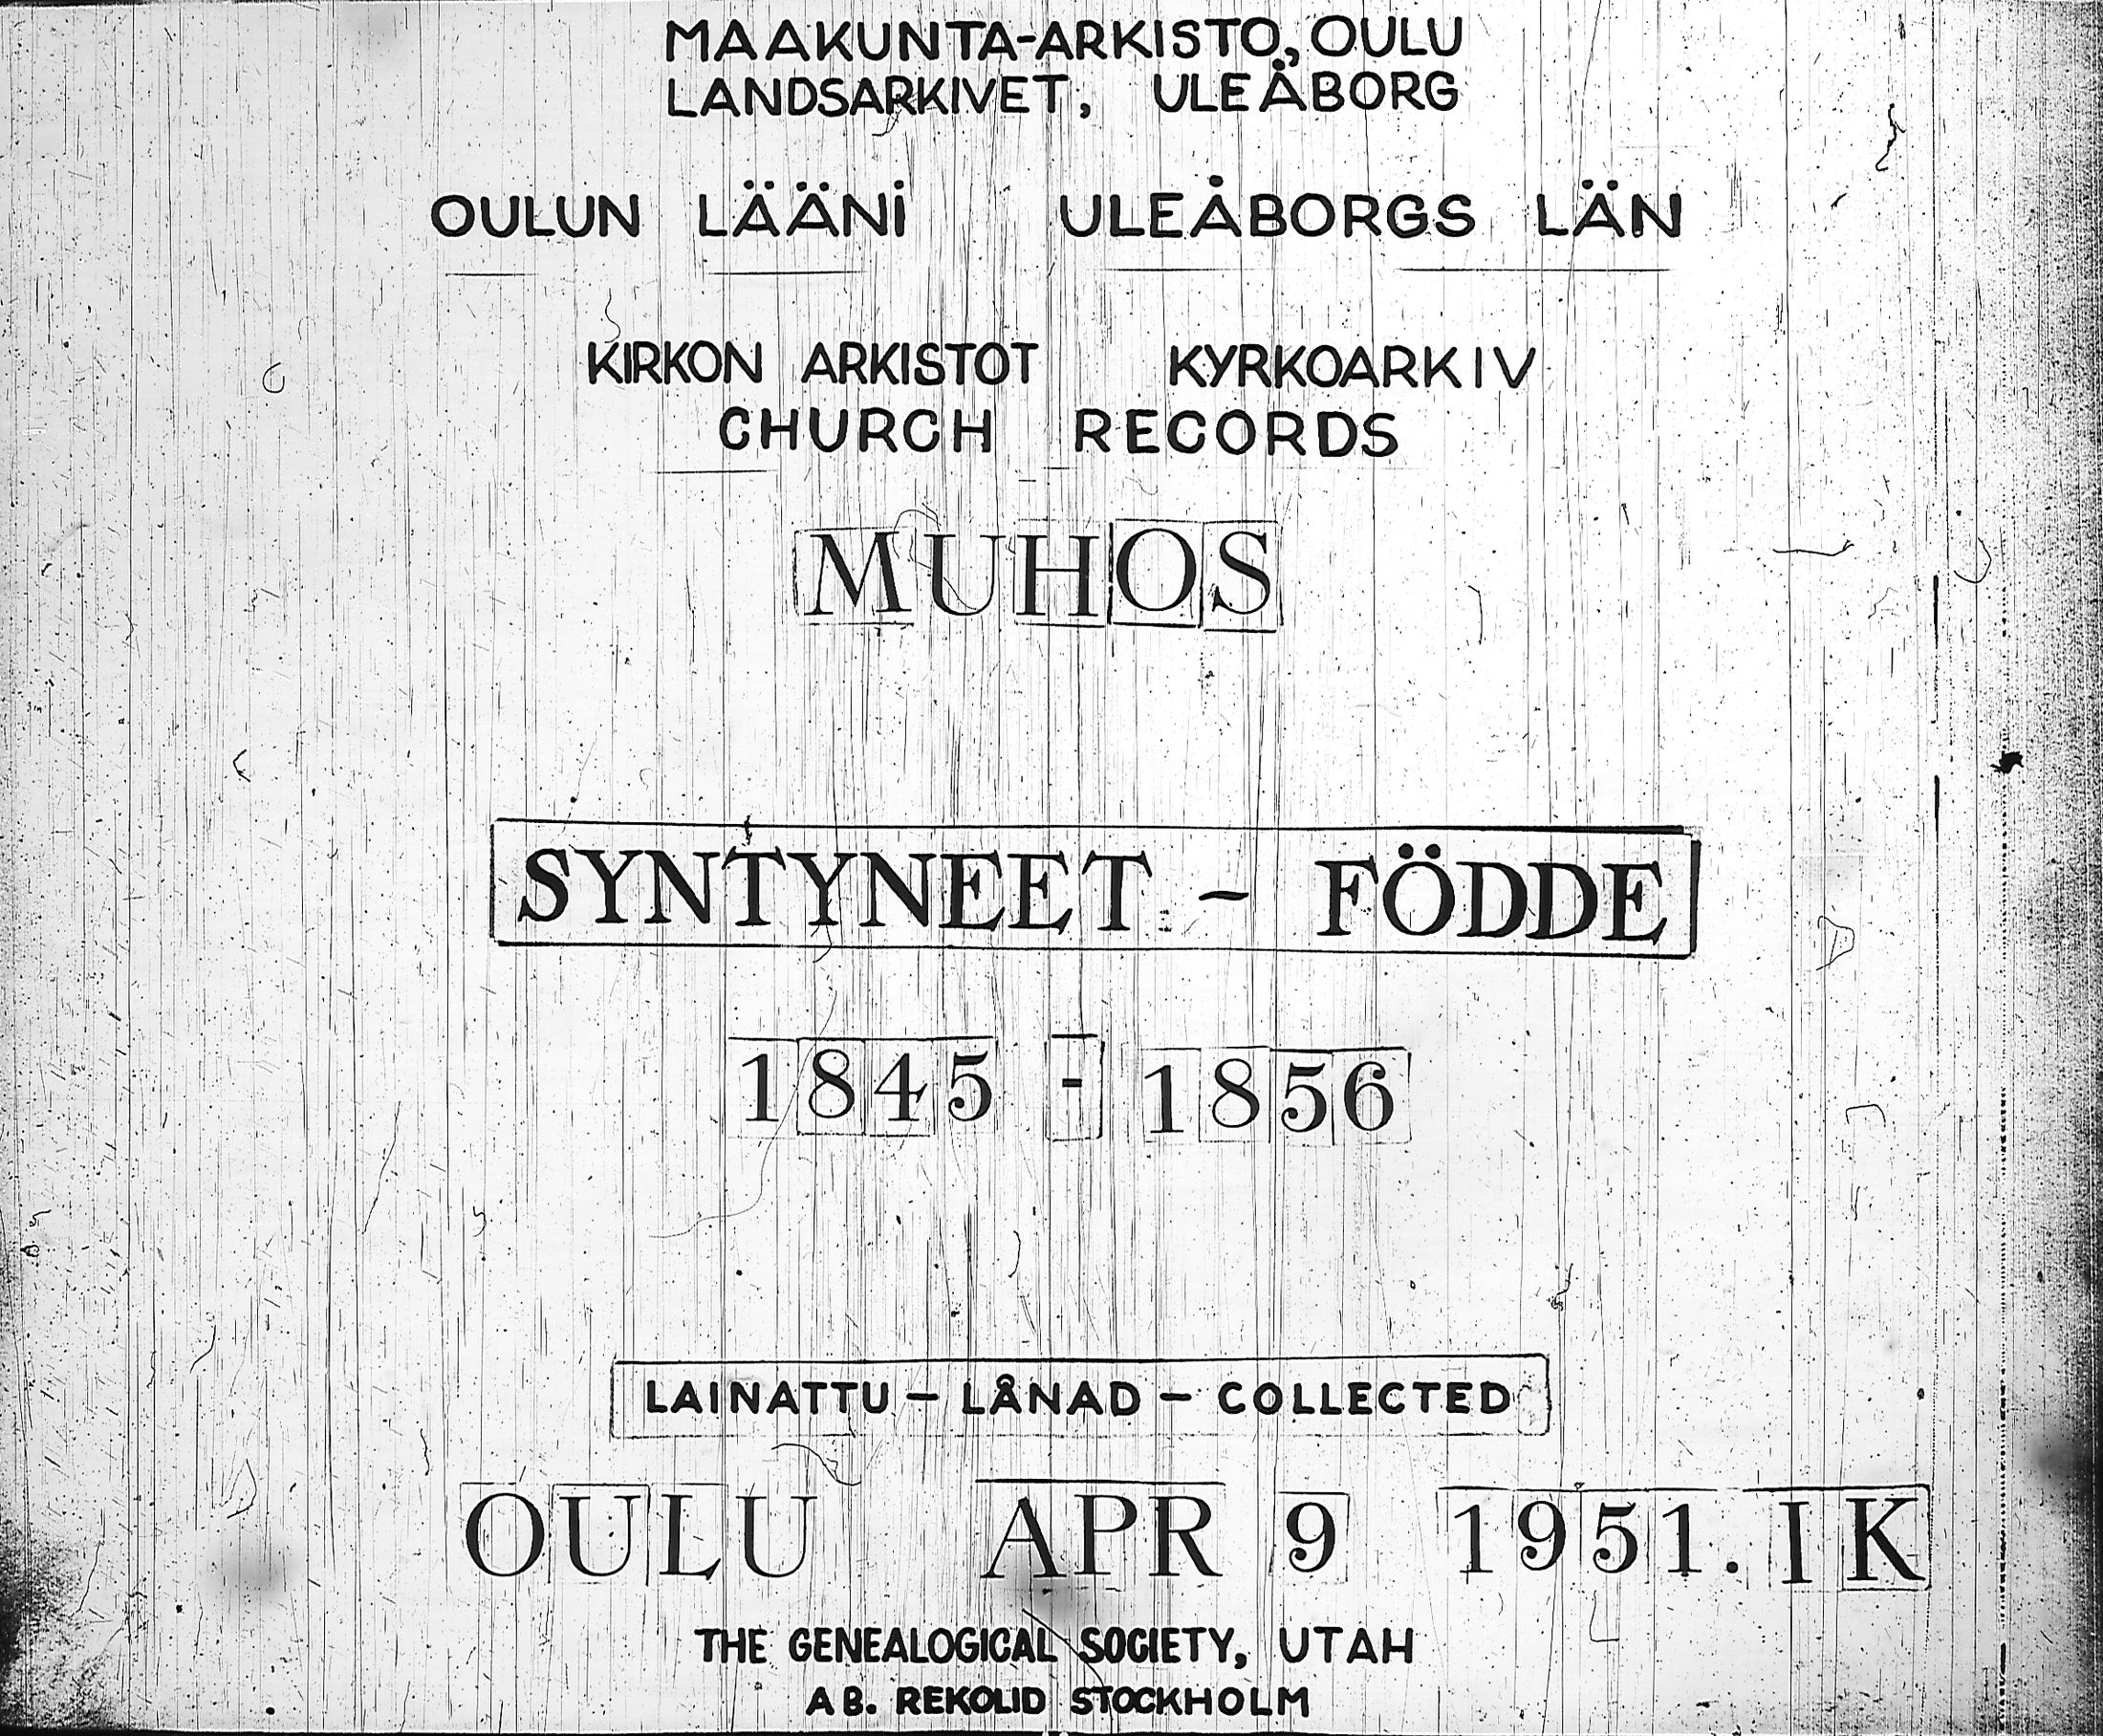 MAAKUNTA-ARKISTO, OULU
LANDSARKIVET, ULEÅBORG
OULUN LÄÄNI ULEÅBORGS LÄN
KIRKON ARKISTOT KYRKOARKIV
CHURCH RECORDS
MUHOS
SYNTYNEET - FÖDDE
1845 - 1856
LAINATTU - LÅNAD - COLLECTED
OULU APR 9 1951. IK
THE GENEALOGICAL SOCIETY, UTAH
AB. REKOLID STOCKHOLM